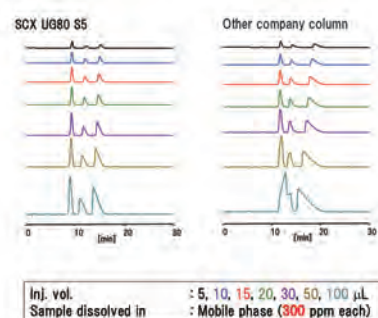 SCX UG80 S5
Other company column
0 10 20 30
[min]
0 10 20 30
[min]
Inj. vol. : 5, 10, 15, 20, 30, 50, 100 µL
Sample dissolved in : Mobile phase (300 ppm each)